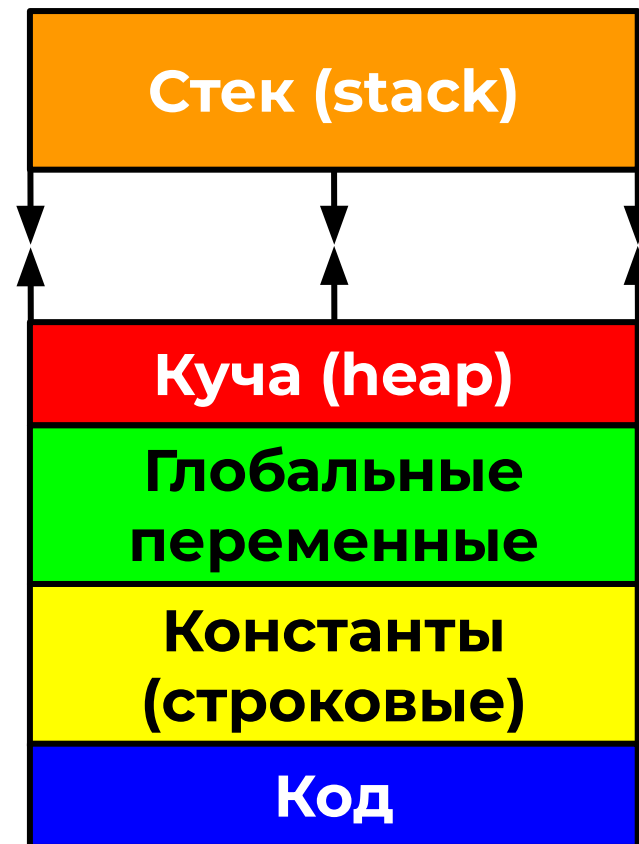 Стек (stack)
Куча (heap)
Глобальные
переменные
Константы
(строковые)
Код